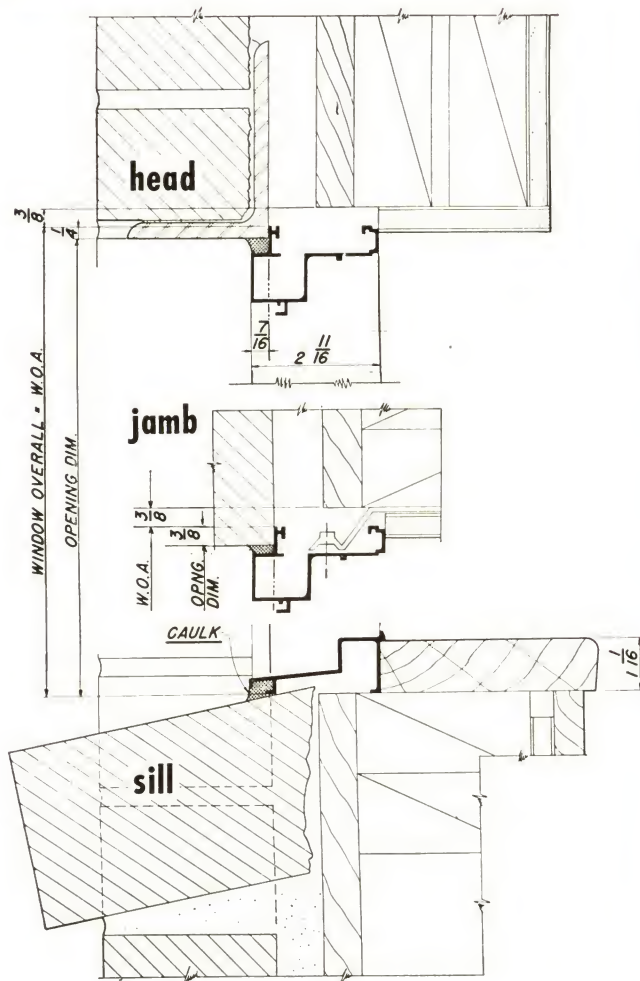 head
3/8
1/4
7/16
2 11/16
WINDOW OVERALL = W.O.A.
OPENING DIM.
jamb
3/8
3/8
W.O.A.
OPNG.
DIM.
CAULK
1 1/16
sill